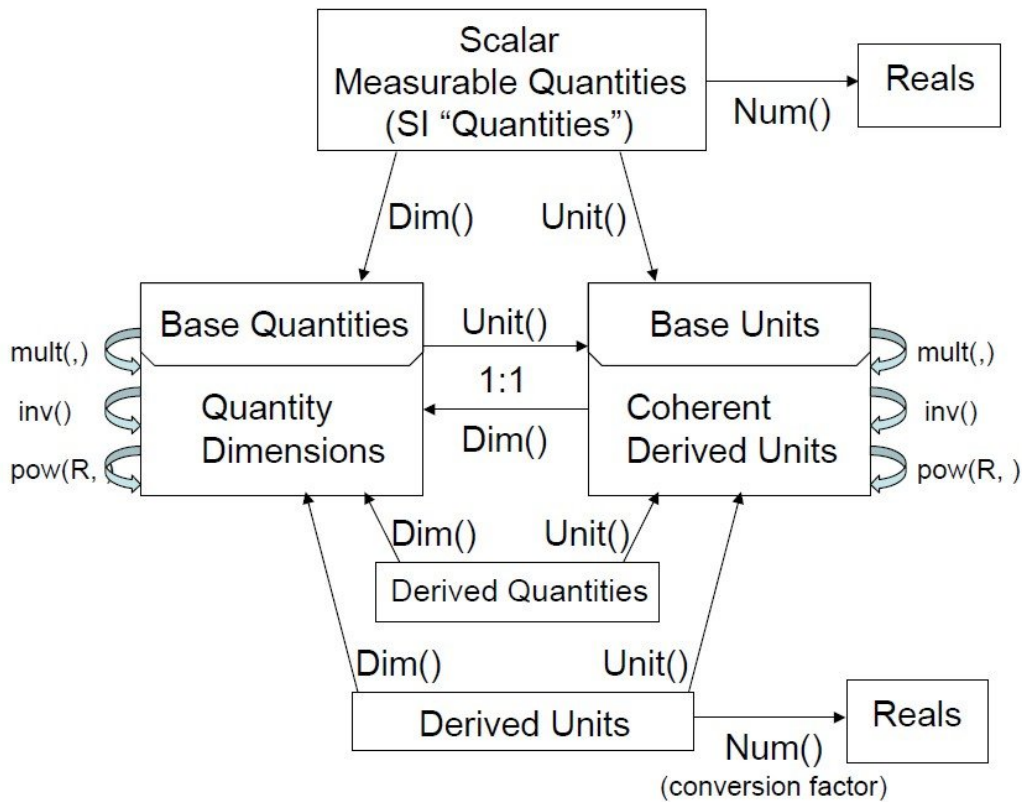 Scalar
Measurable Quantities
(SI “Quantities”)
Reals
Num()
Dim()
Unit()
Base Quantities
Unit()
Base Units
mult(,)
mult(,)
1:1
inv()
Quantity
Dimensions
Dim()
Coherent
Derived Units
inv()
pow(R, )
pow(R, )
Dim()
Unit()
Derived Quantities
Dim()
Unit()
Derived Units
Reals
Num()
(conversion factor)